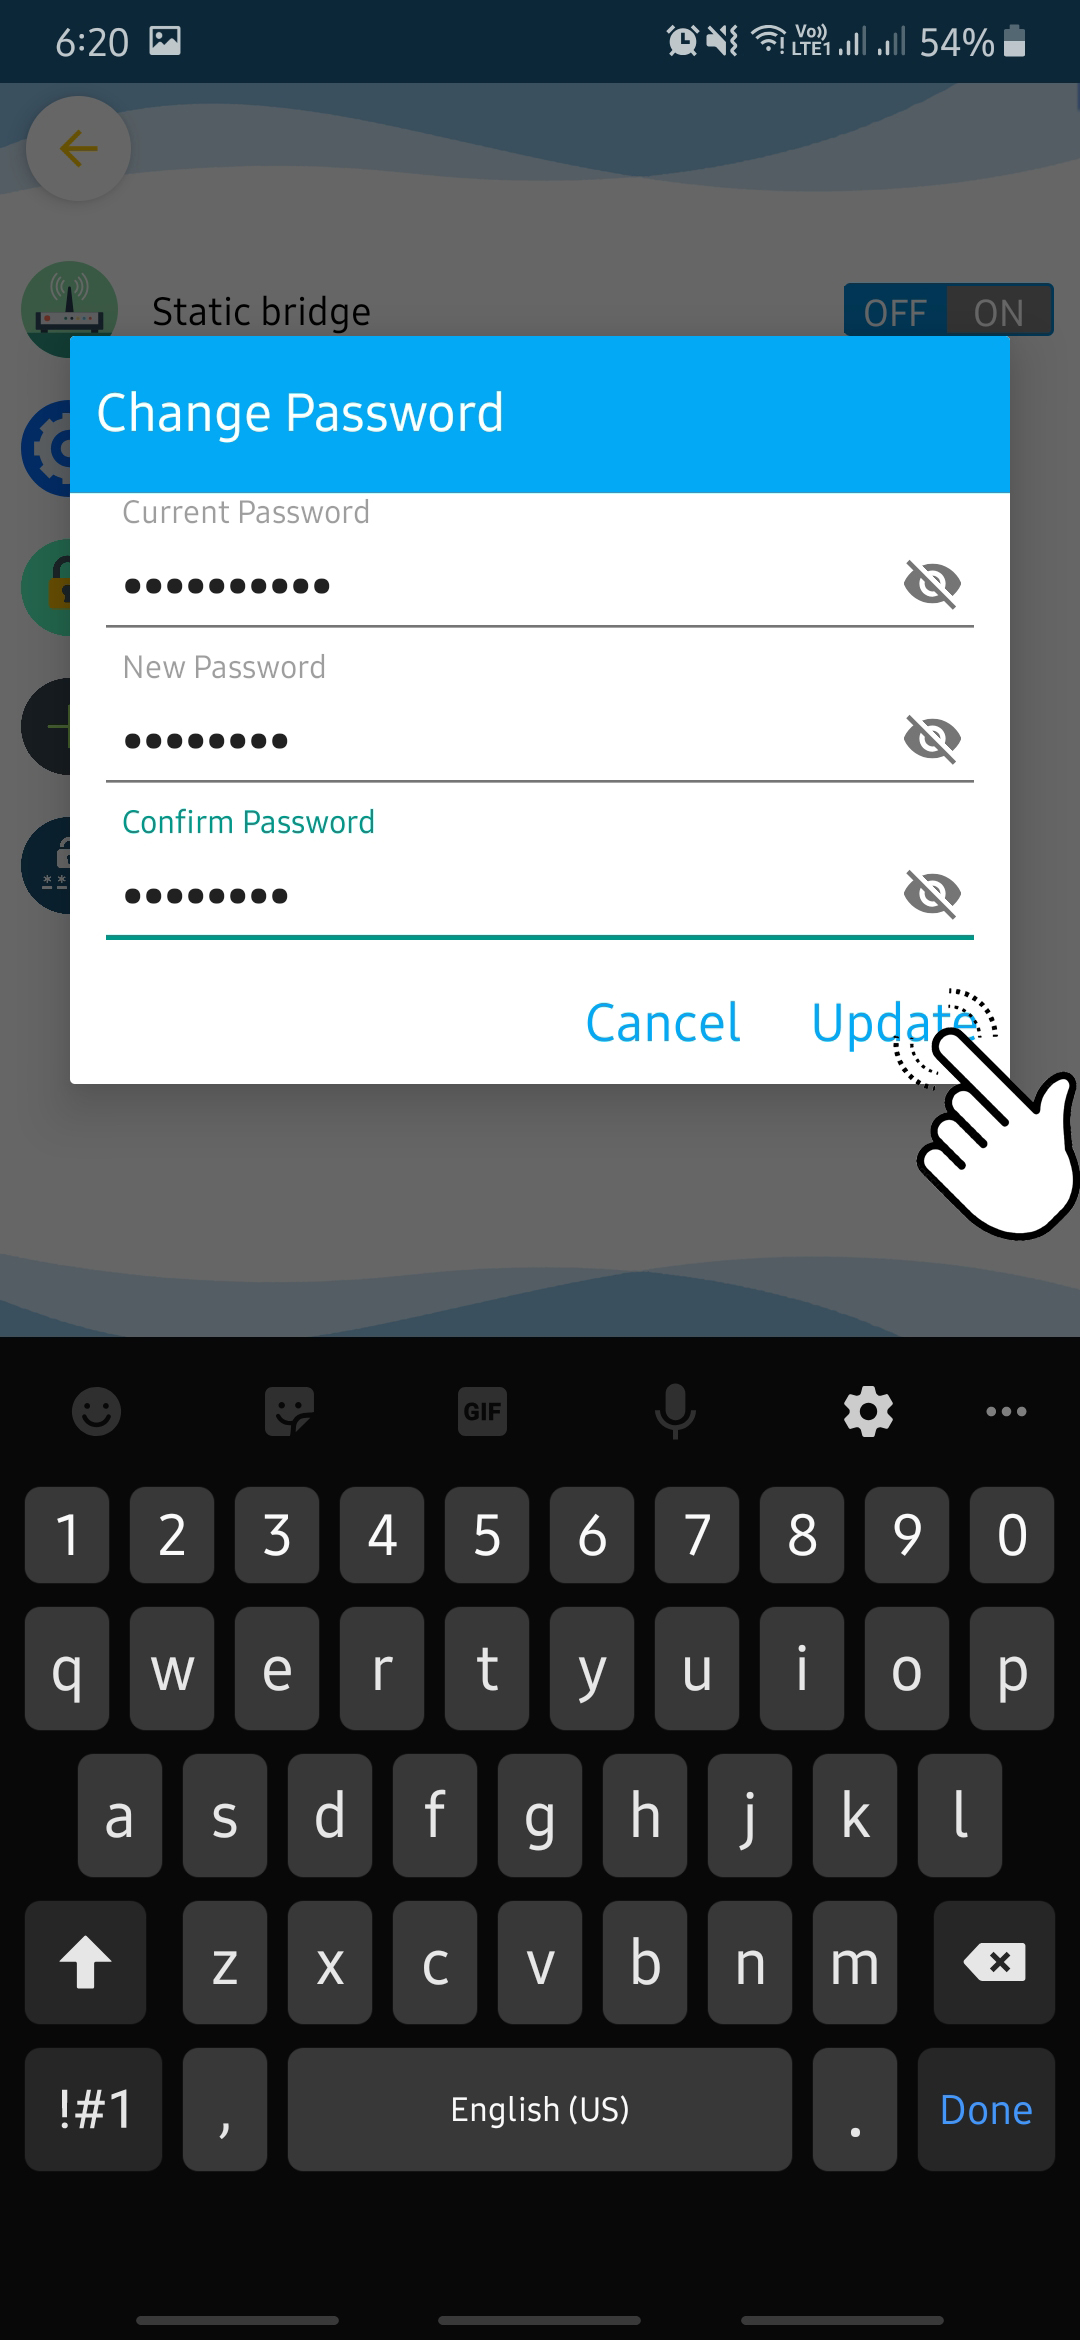 6:20
Vo)) LTE1 54%
Static bridge OFF ON
Change Password
Current Password
••••••••••
New Password
••••••••
Confirm Password
••••••••
Cancel Update
GIF
1 2 3 4 5 6 7 8 9 0
q w e r t y u i o p
a s d f g h j k l
z x c v b n m
!#1 , English (US) . Done